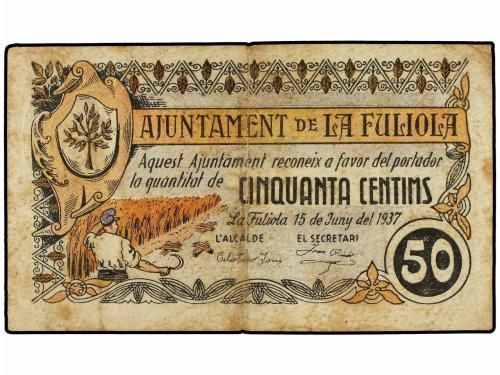 AJUNTAMENT DE LA FULIOLA
Aquest Ajuntament reconeix a favor del portador
la quantitat de CINQUANTA CENTIMS
La Fuliola 15 de Juny del 1937
L'ALCALDE EL SECRETARI
50